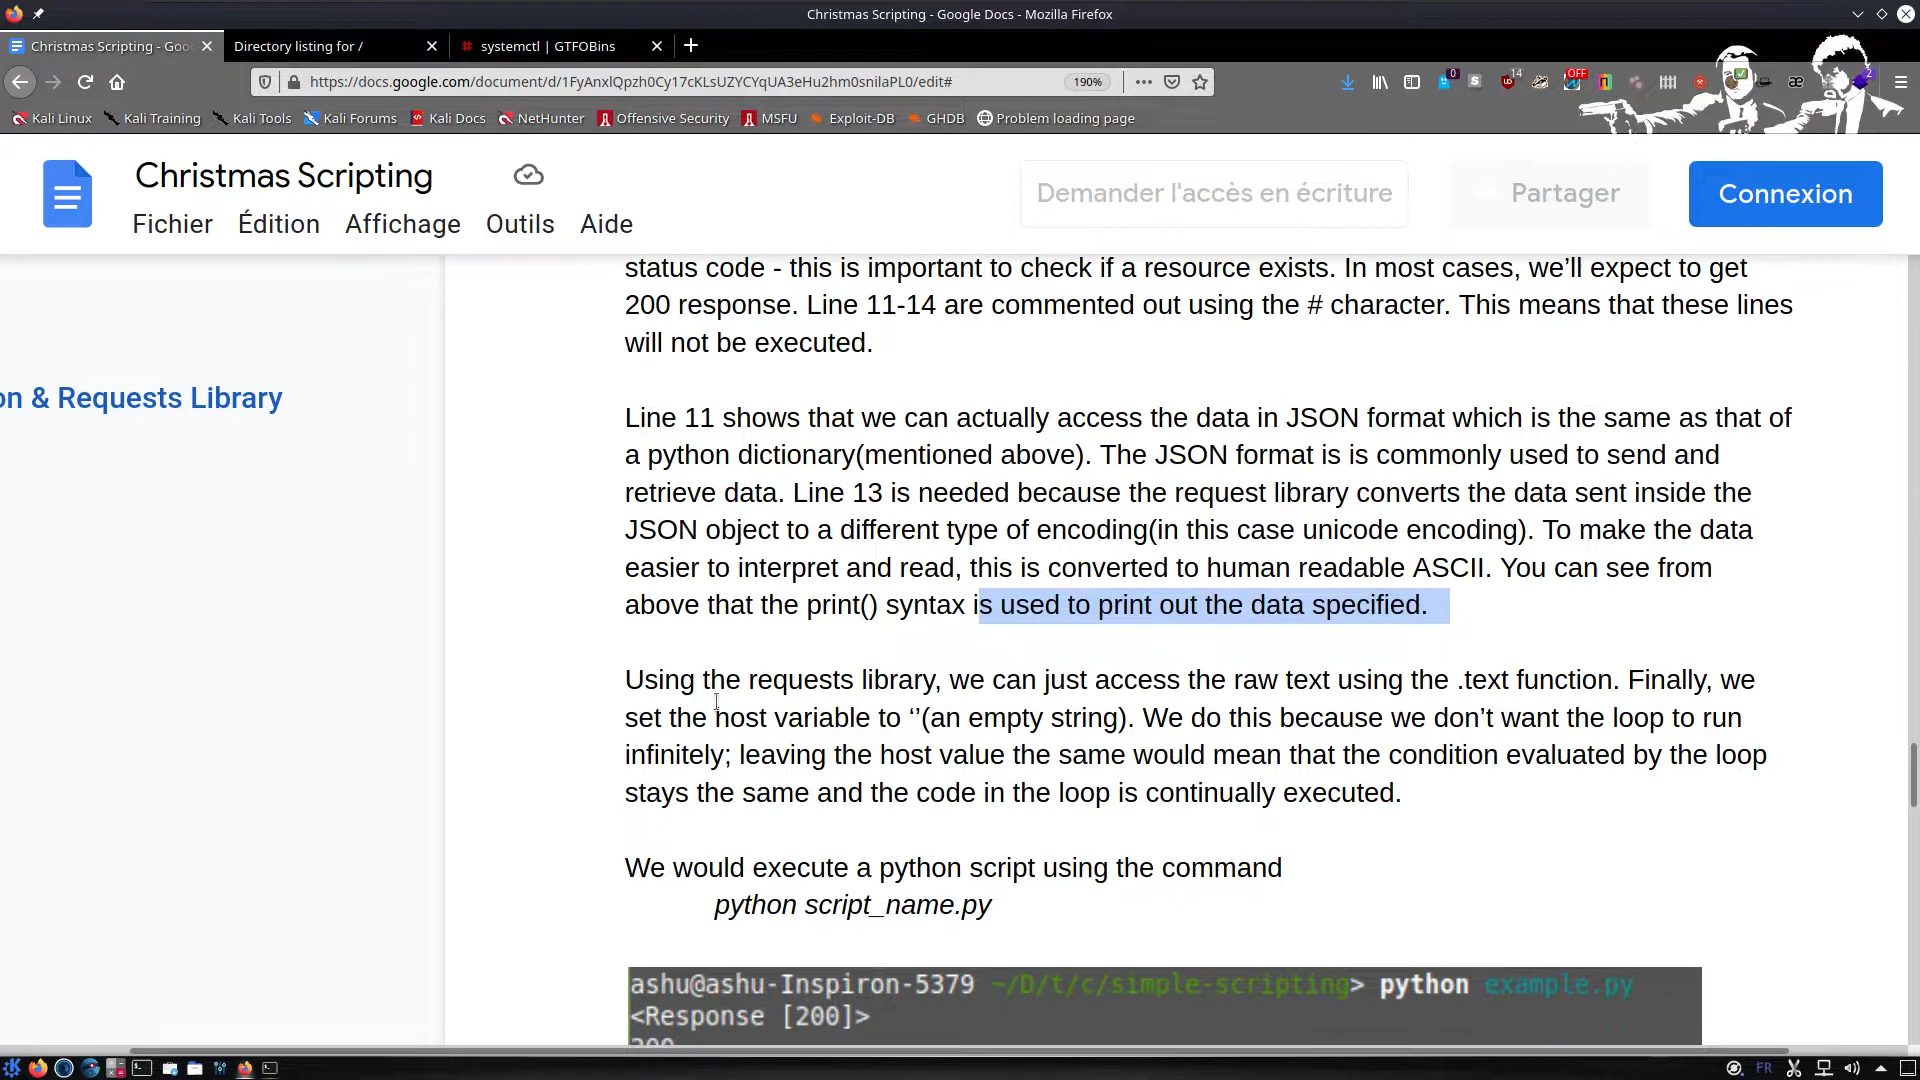 Christmas Scripting - Google Docs - Mozilla Firefox
Christmas Scripting - Goo
Directory listing for /
systemctl | GTFOBins
https://docs.google.com/document/d/1FyAnxlQpzh0Cy17cKLsUZYCYqUA3eHu2hm0snilaPL0/edit#
190%
0
14
OFF
2
Kali Linux
Kali Training
Kali Tools
Kali Forums
Kali Docs
NetHunter
Offensive Security
MSFU
Exploit-DB
GHDB
Problem loading page
Christmas Scripting
Fichier Édition Affichage Outils Aide
Demander l'accès en écriture
Partager
Connexion
on & Requests Library
status code - this is important to check if a resource exists. In most cases, we’ll expect to get
200 response. Line 11-14 are commented out using the # character. This means that these lines
will not be executed.
Line 11 shows that we can actually access the data in JSON format which is the same as that of
a python dictionary(mentioned above). The JSON format is is commonly used to send and
retrieve data. Line 13 is needed because the request library converts the data sent inside the
JSON object to a different type of encoding(in this case unicode encoding). To make the data
easier to interpret and read, this is converted to human readable ASCII. You can see from
above that the print() syntax is used to print out the data specified.
Using the requests library, we can just access the raw text using the .text function. Finally, we
set the host variable to ‘’(an empty string). We do this because we don’t want the loop to run
infinitely; leaving the host value the same would mean that the condition evaluated by the loop
stays the same and the code in the loop is continually executed.
We would execute a python script using the command
python script_name.py
ashu@ashu-Inspiron-5379 ~/D/t/c/simple-scripting> python example.py
<Response [200]>
200
FR